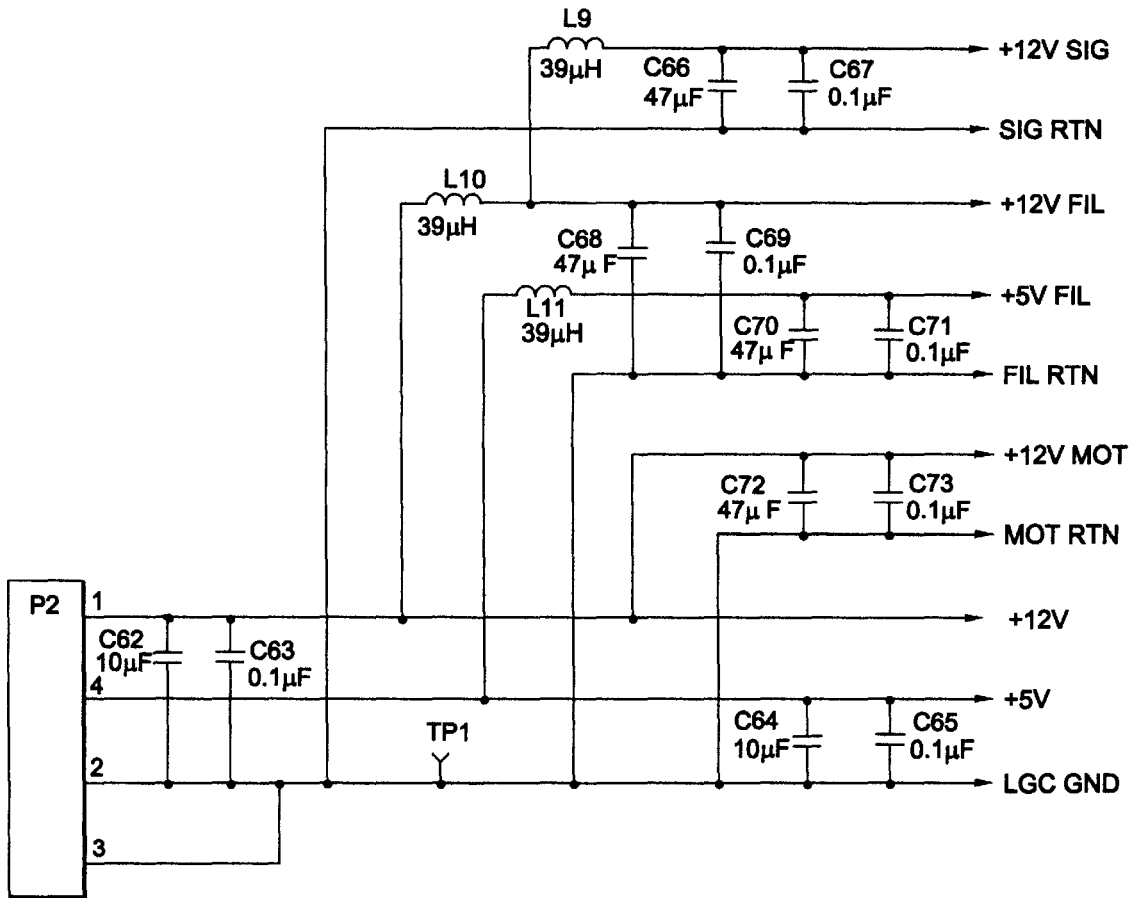 L9
39µH
C66
47µF
C67
0.1µF
+12V SIG
SIG RTN
L10
39µH
+12V FIL
C68
47µ F
C69
0.1µF
L11
39µH
+5V FIL
C70
47µ F
C71
0.1µF
FIL RTN
+12V MOT
C72
47µ F
C73
0.1µF
MOT RTN
P2
1
+12V
C62
10µF
C63
0.1µF
4
+5V
TP1
C64
10µF
C65
0.1µF
2
LGC GND
3